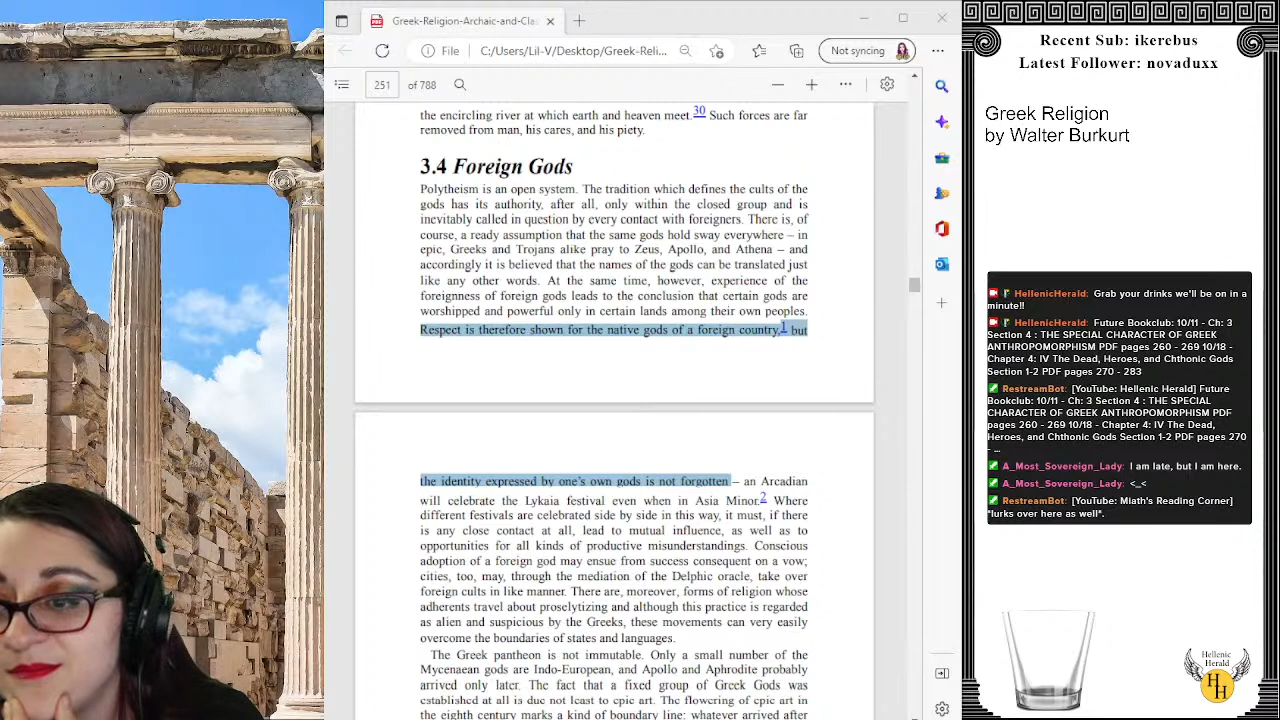 Greek-Religion-Archaic-and-Cla
File
C:/Users/Lil-V/Desktop/Greek-Reli...
Not syncing
251 of 788
the encircling river at which earth and heaven meet.30 Such forces are far
removed from man, his cares, and his piety.
3.4 Foreign Gods
Polytheism is an open system. The tradition which defines the cults of the
gods has its authority, after all, only within the closed group and is
inevitably called in question by every contact with foreigners. There is, of
course, a ready assumption that the same gods hold sway everywhere – in
epic, Greeks and Trojans alike pray to Zeus, Apollo, and Athena – and
accordingly it is believed that the names of the gods can be translated just
like any other words. At the same time, however, experience of the
foreignness of foreign gods leads to the conclusion that certain gods are
worshipped and powerful only in certain lands among their own peoples.
Respect is therefore shown for the native gods of a foreign country,1 but
the identity expressed by one's own gods is not forgotten – an Arcadian
will celebrate the Lykaia festival even when in Asia Minor.2 Where
different festivals are celebrated side by side in this way, it must, if there
is any close contact at all, lead to mutual influence, as well as to
opportunities for all kinds of productive misunderstandings. Conscious
adoption of a foreign god may ensue from success consequent on a vow;
cities, too, may, through the mediation of the Delphic oracle, take over
foreign cults in like manner. There are, moreover, forms of religion whose
adherents travel about proselytizing and although this practice is regarded
as alien and suspicious by the Greeks, these movements can very easily
overcome the boundaries of states and languages.
The Greek pantheon is not immutable. Only a small number of the
Mycenaean gods are Indo-European, and Apollo and Aphrodite probably
arrived only later. The fact that a fixed group of Greek Gods was
established at all is due not least to epic art. The flowering of epic art in
the eighth century marks a kind of boundary line: whatever arrived after
Recent Sub: ikerebus
Latest Follower: novaduxx
Greek Religion
by Walter Burkurt
HellenicHerald: Grab your drinks we'll be on in a
minute!!
HellenicHerald: Future Bookclub: 10/11 - Ch: 3
Section 4 : THE SPECIAL CHARACTER OF GREEK
ANTHROPOMORPHISM PDF pages 260 - 269 10/18 -
Chapter 4: IV The Dead, Heroes, and Chthonic Gods
Section 1-2 PDF pages 270 - 283
RestreamBot: [YouTube: Hellenic Herald] Future
Bookclub: 10/11 - Ch: 3 Section 4 : THE SPECIAL
CHARACTER OF GREEK ANTHROPOMORPHISM PDF
pages 260 - 269 10/18 - Chapter 4: IV The Dead,
Heroes, and Chthonic Gods Section 1-2 PDF pages 270
- ...
A_Most_Sovereign_Lady: I am late, but I am here.
A_Most_Sovereign_Lady: <_<
RestreamBot: [YouTube: Miath's Reading Corner]
*lurks over here as well*.
Hellenic
Herald
HH